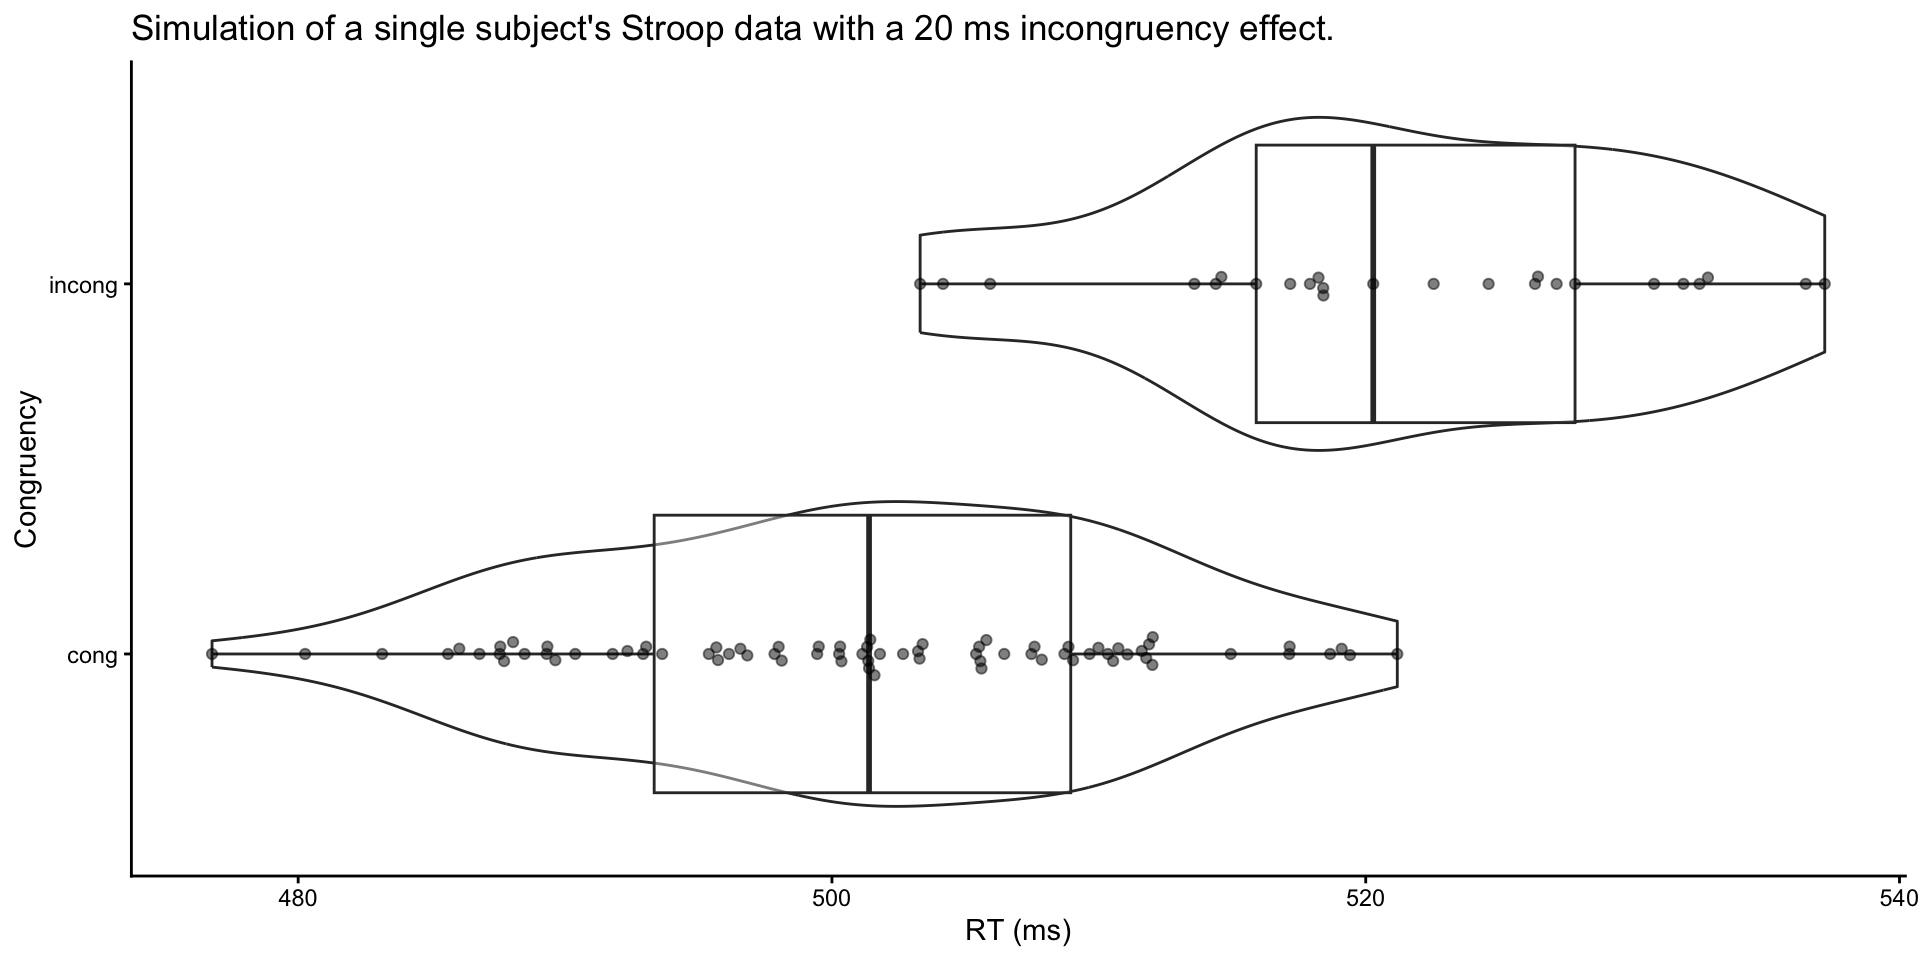 Simulation of a single subject's Stroop data with a 20 ms incongruency effect.
Congruency
incong
cong
480 500 520 540
RT (ms)